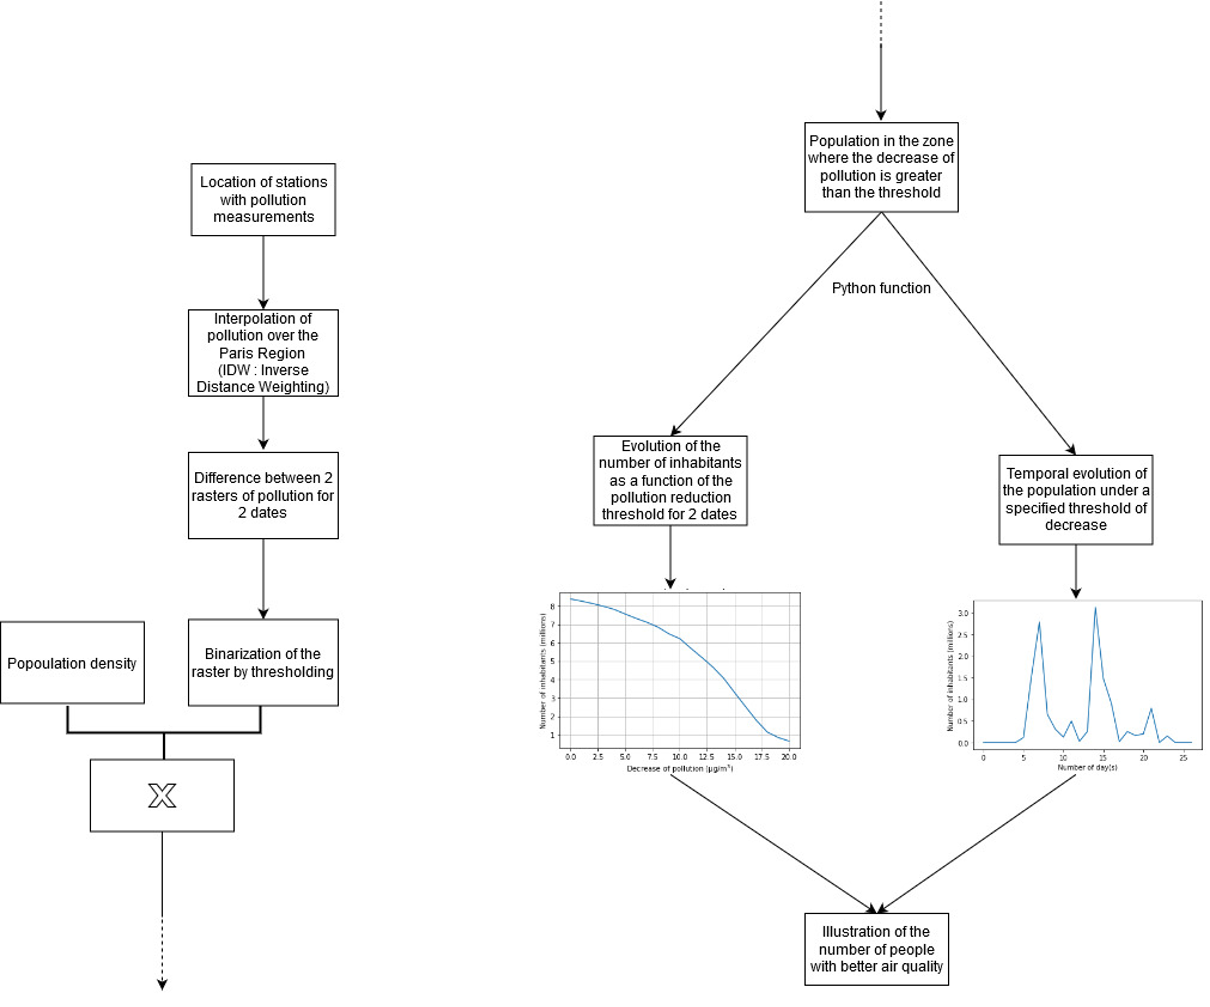 Location of stations
with pollution
measurements
Interpolation of
pollution over the
Paris Region
(IDW : Inverse
Distance Weighting)
Difference between 2
rasters of pollution for
2 dates
Popoulation density
Binarization of the
raster by thresholding
X
Population in the zone
where the decrease of
pollution is greater
than the threshold
Python function
Evolution of the
number of inhabitants
as a function of the
pollution reduction
threshold for 2 dates
Temporal evolution of
the population under a
specified threshold of
decrease
Number of inhabitants (millions)
8
7
6
5
4
3
2
1
0.0 2.5 5.0 7.5 10.0 12.5 15.0 17.5 20.0
Decrease of pollution (µg/m³)
Number of inhabitants (millions)
3.0
2.5
2.0
1.5
1.0
0.5
0.0
0 5 10 15 20 25
Number of day(s)
Illustration of the
number of people
with better air quality